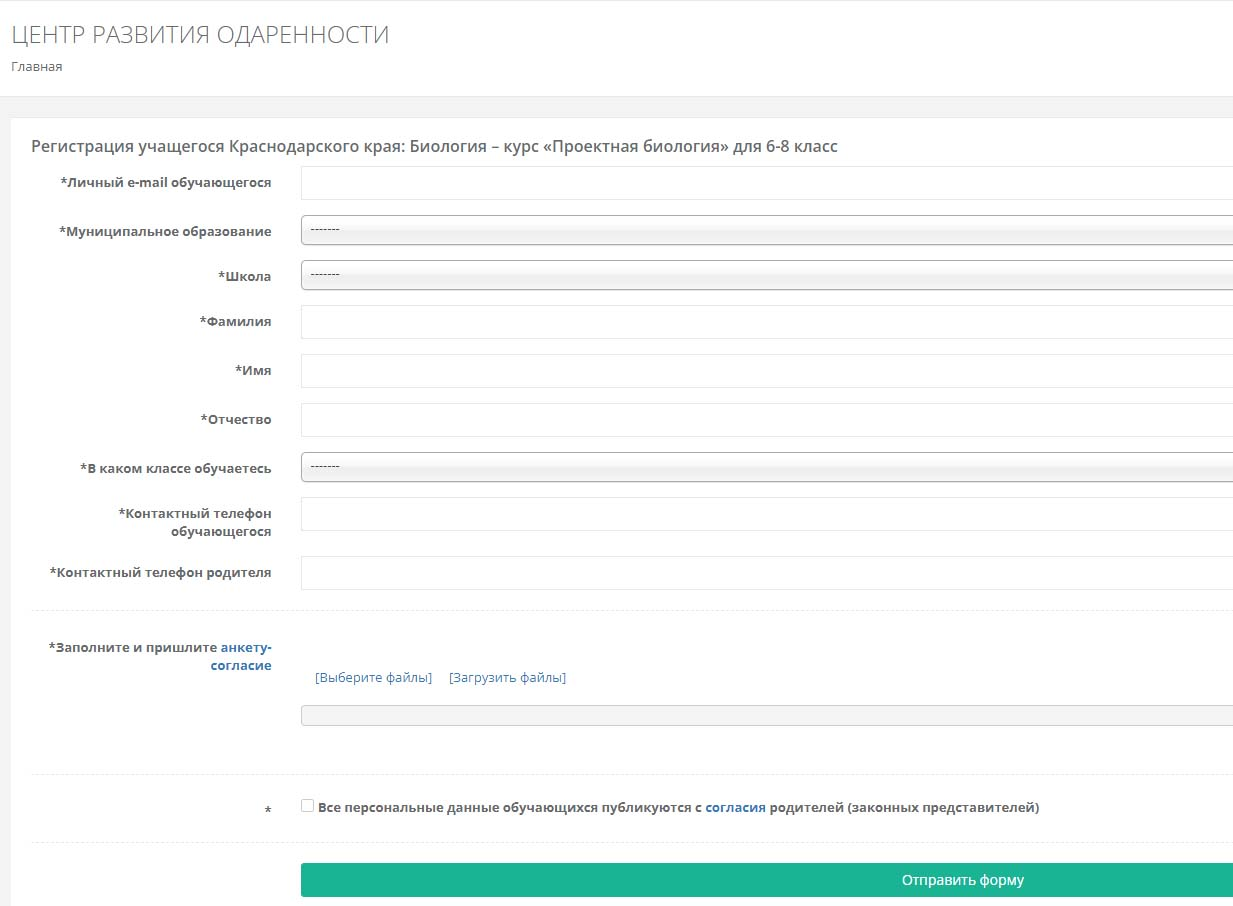 ЦЕНТР РАЗВИТИЯ ОДАРЕННОСТИ
Главная
Регистрация учащегося Краснодарского края: Биология – курс «Проектная биология» для 6-8 класс
*Личный e-mail обучающегося
*Муниципальное образование
-------
*Школа
-------
*Фамилия
*Имя
*Отчество
*В каком классе обучаетесь
-------
*Контактный телефон
обучающегося
*Контактный телефон родителя
*Заполните и пришлите анкету-
согласие
[Выберите файлы] [Загрузить файлы]
* Все персональные данные обучающихся публикуются с согласия родителей (законных представителей)
Отправить форму